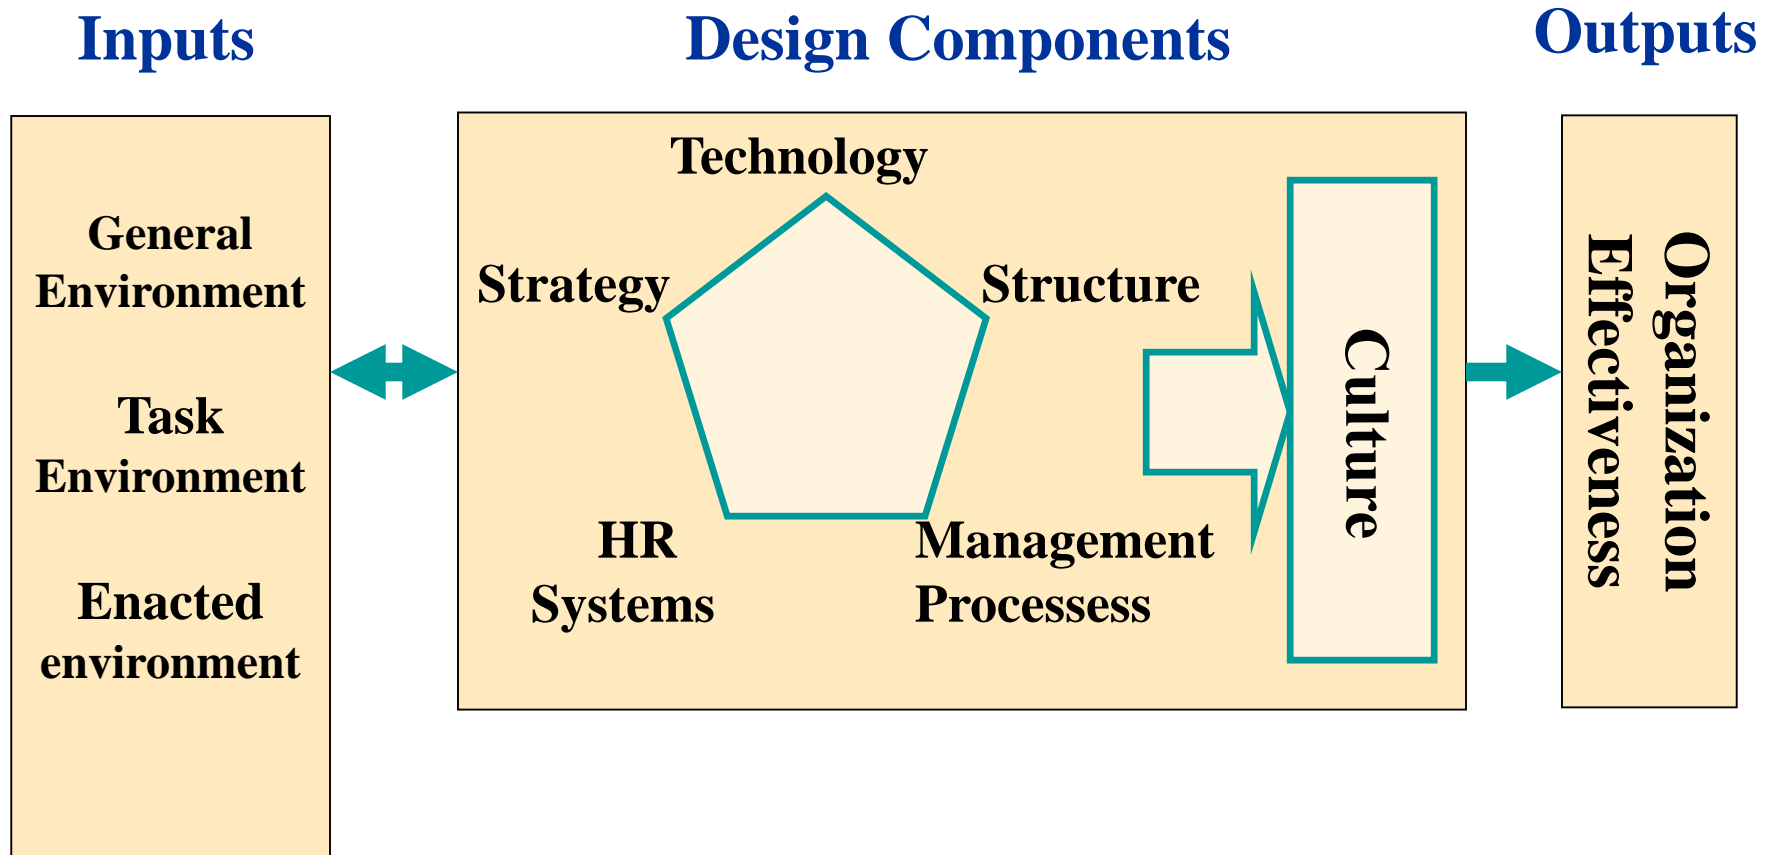 Inputs
Design Components
Outputs
General
Environment
Task
Environment
Enacted
environment
Technology
Strategy
Structure
HR
Systems
Management
Processess
Culture
Organization
Effectiveness